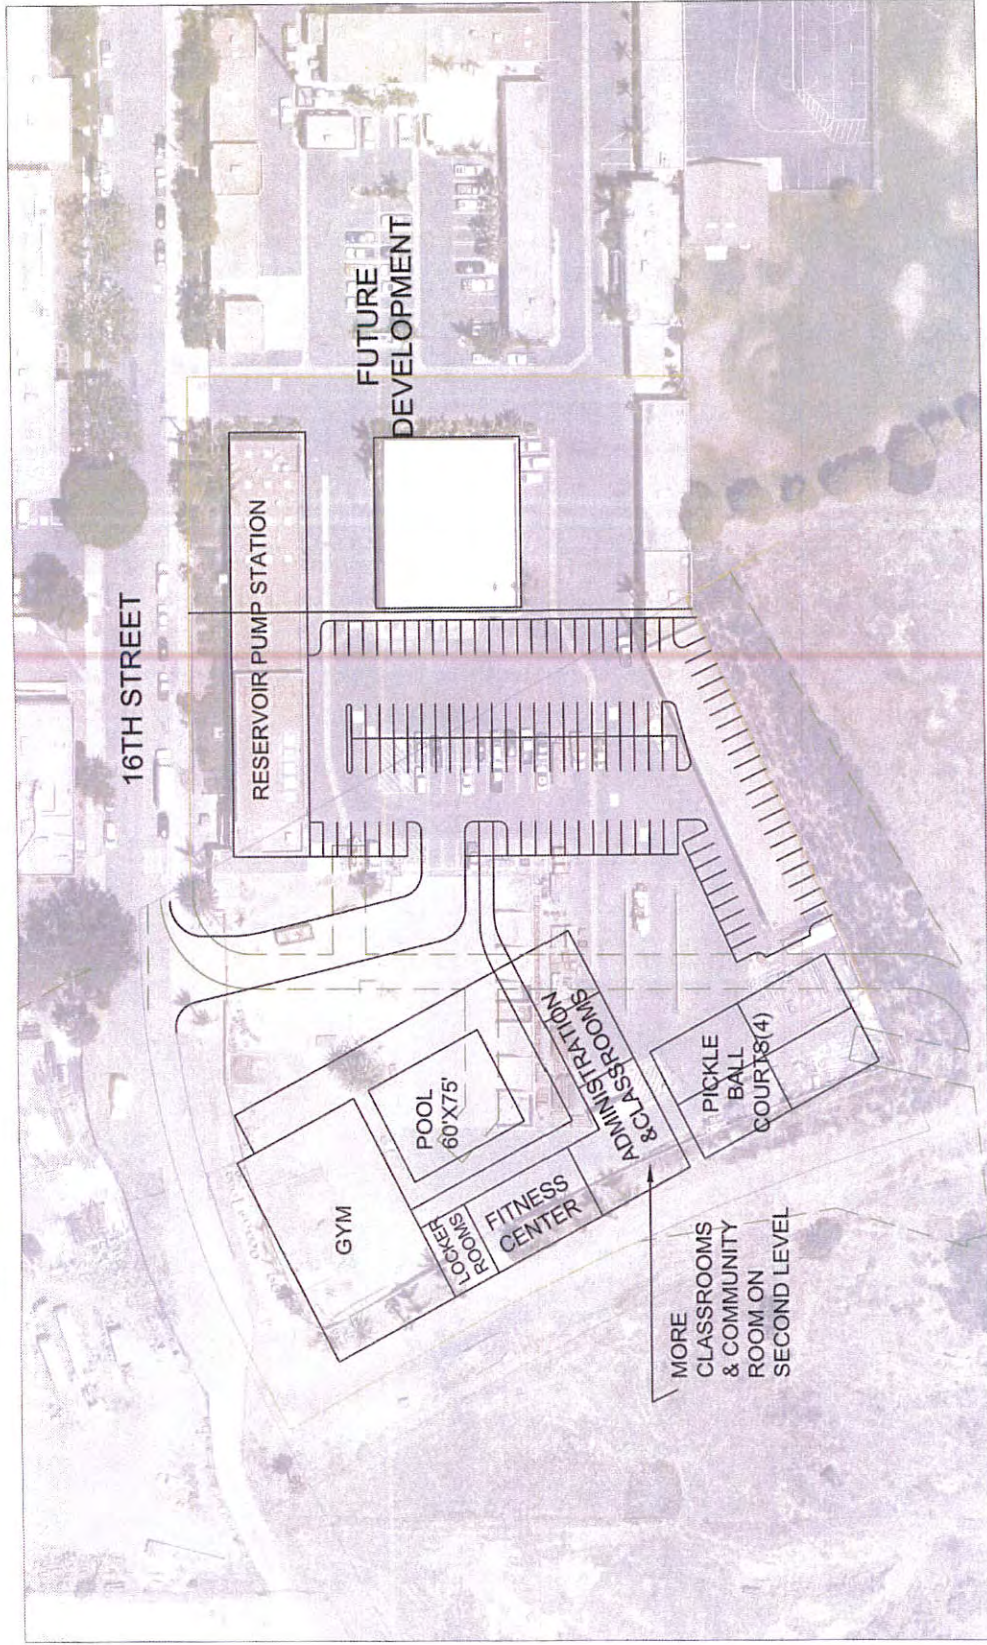 16TH STREET
RESERVOIR PUMP STATION
FUTURE
DEVELOPMENT
GYM
POOL
60'X75'
LOCKER
ROOMS
FITNESS
CENTER
ADMINISTRATION
&CLASSROOMS
PICKLE
BALL
COURTS(4)
MORE
CLASSROOMS
& COMMUNITY
ROOM ON
SECOND LEVEL